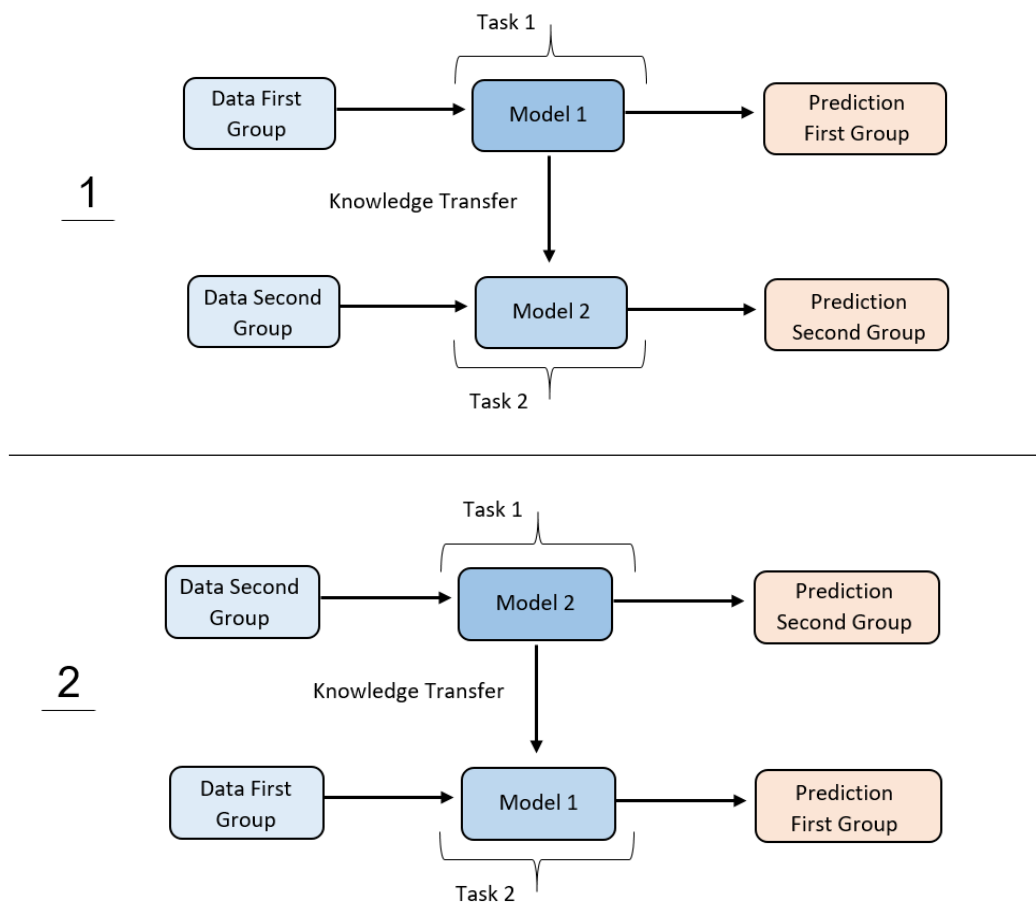 Task 1
Data First
Group
Model 1
Prediction
First Group
1
Knowledge Transfer
Data Second
Group
Model 2
Prediction
Second Group
Task 2
Task 1
Data Second
Group
Model 2
Prediction
Second Group
2
Knowledge Transfer
Data First
Group
Model 1
Prediction
First Group
Task 2